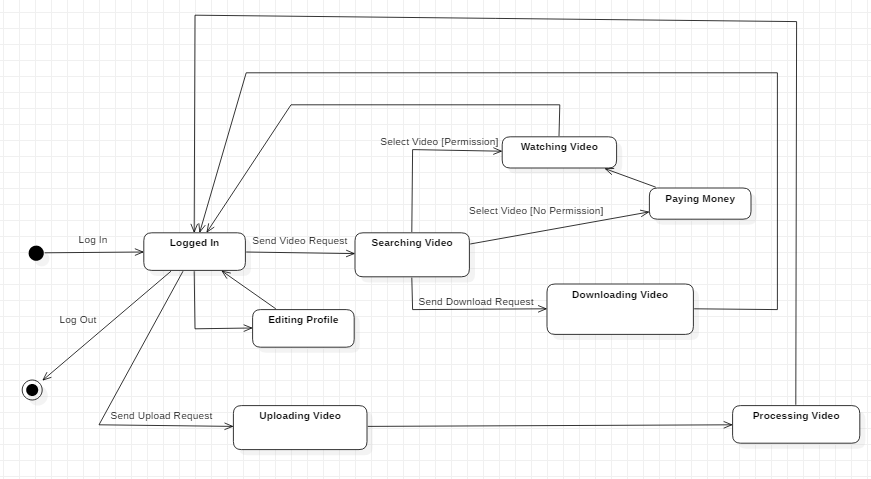 Select Video [Permission]
Watching Video
Paying Money
Select Video [No Permission]
Log In
Logged In
Send Video Request
Searching Video
Downloading Video
Send Download Request
Log Out
Editing Profile
Send Upload Request
Uploading Video
Processing Video